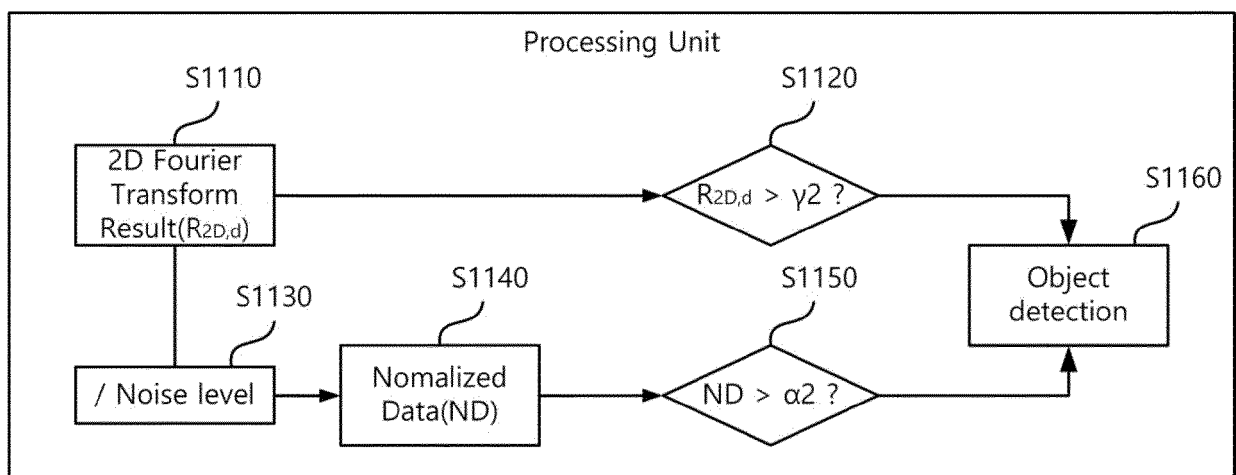 Processing Unit
S1110
S1120
2D Fourier
Transform
Result(R2D,d)
R2D,d > γ2 ?
S1160
Object
detection
S1130
S1140
S1150
/ Noise level
Nomalized
Data(ND)
ND > α2 ?